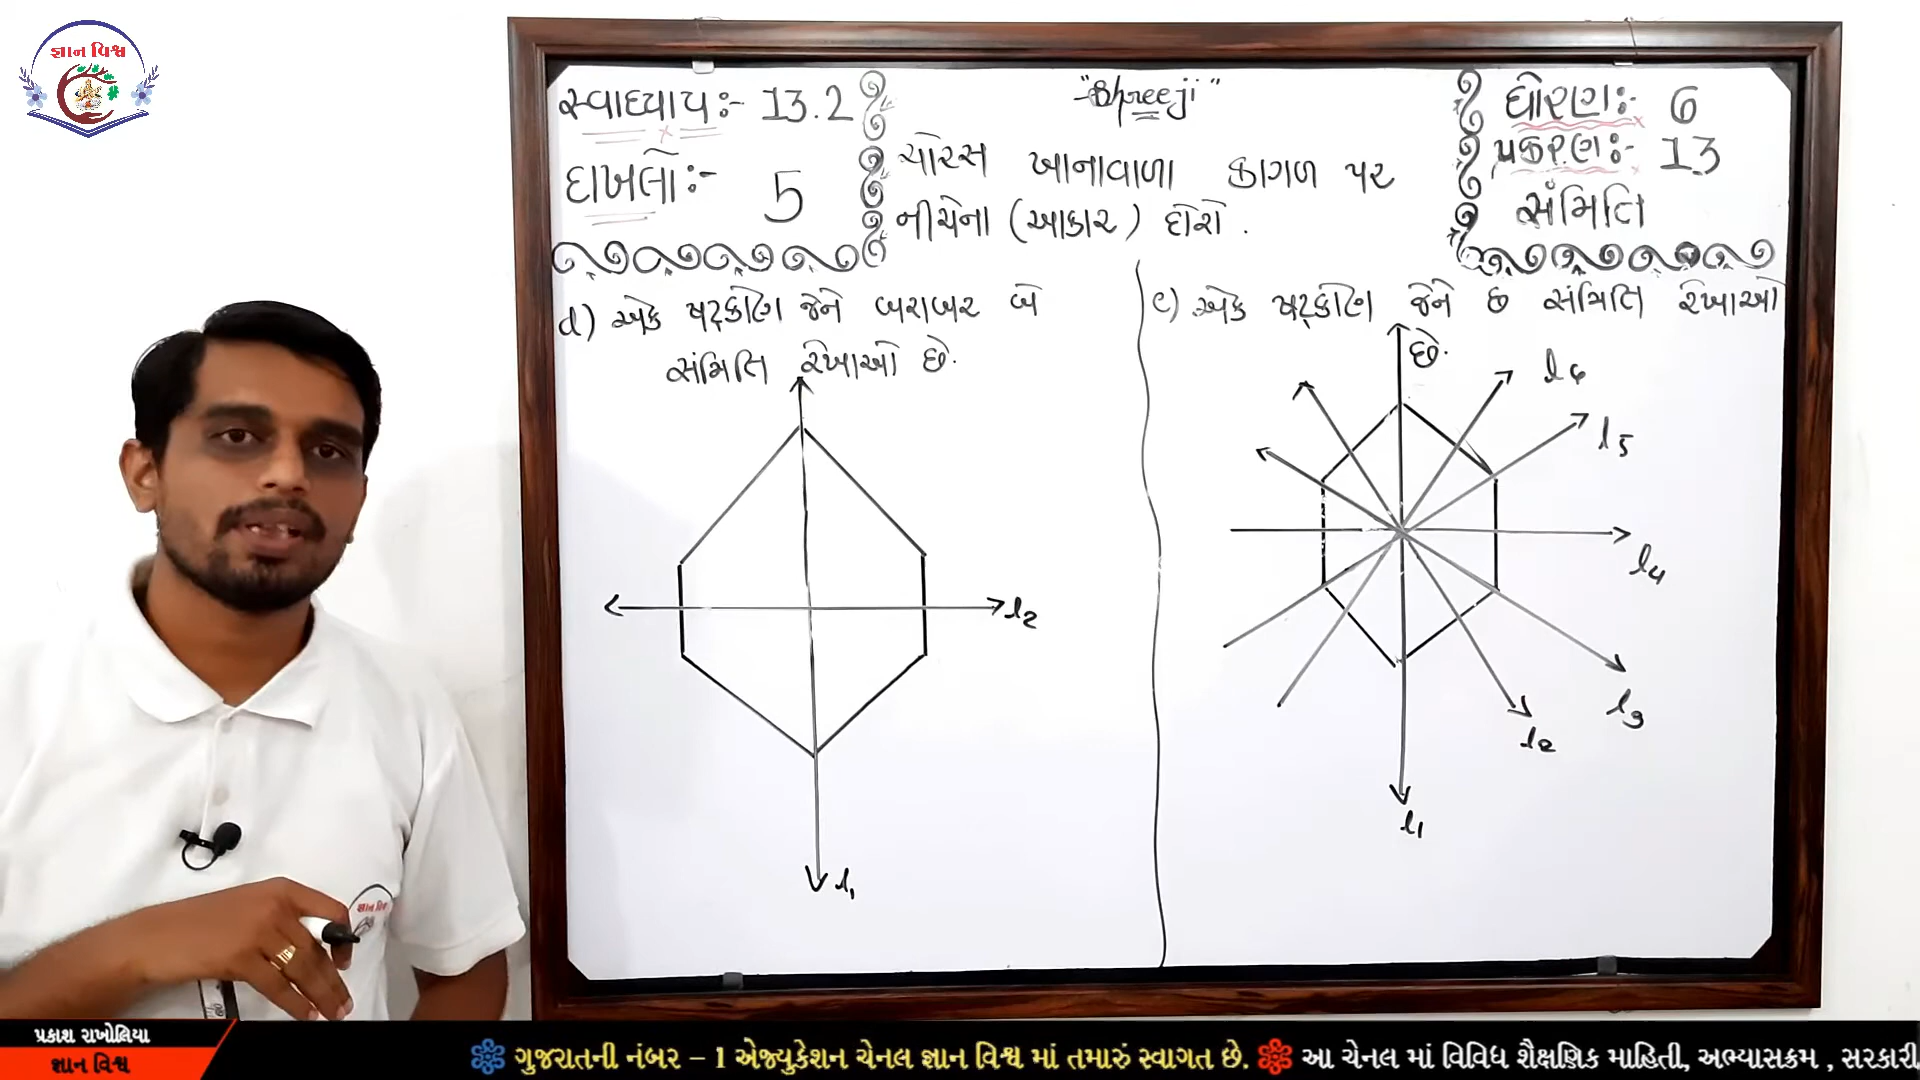 જ્ઞાન વિશ્વ
સ્વાધ્યાય:- 13.2
દાખલો:- 5
"Shreeji"
ચોરસ ખાનાવાળા કાગળ પર
નીચેના (આકાર) દોરો.
ધોરણ:- 6
પ્રકરણ:- 13
સંમિતિ
d) એક ષટ્કોણ જેને બરાબર બે
સંમિતિ રેખાઓ છે.
l2
l1
e) એક ષટ્કોણ જેને છ સંમિતિ રેખાઓ
છે.
l6
l5
l4
l3
l2
l1
પ્રકાશ રાખોલિયા
જ્ઞાન વિશ્વ
ગુજરાતની નંબર – 1 એજ્યુકેશન ચેનલ જ્ઞાન વિશ્વ માં તમારું સ્વાગત છે. આ ચેનલ માં વિવિધ શૈક્ષણિક માહિતી, અભ્યાસક્રમ , સરકારી